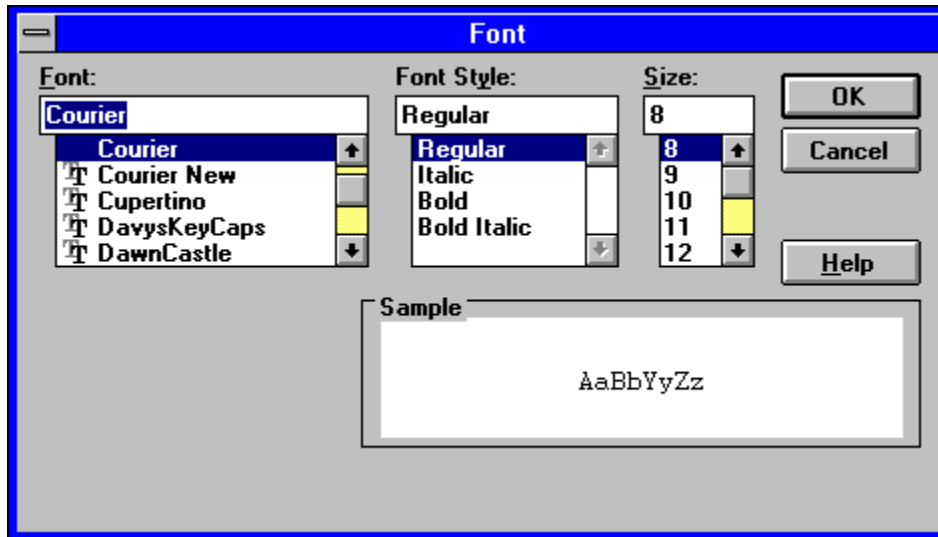 Font
Font:
Courier
Courier
Courier New
Cupertino
DavysKeyCaps
DawnCastle
Font Style:
Regular
Regular
Italic
Bold
Bold Italic
Size:
8
8
9
10
11
12
OK
Cancel
Help
Sample
AaBbYyZz